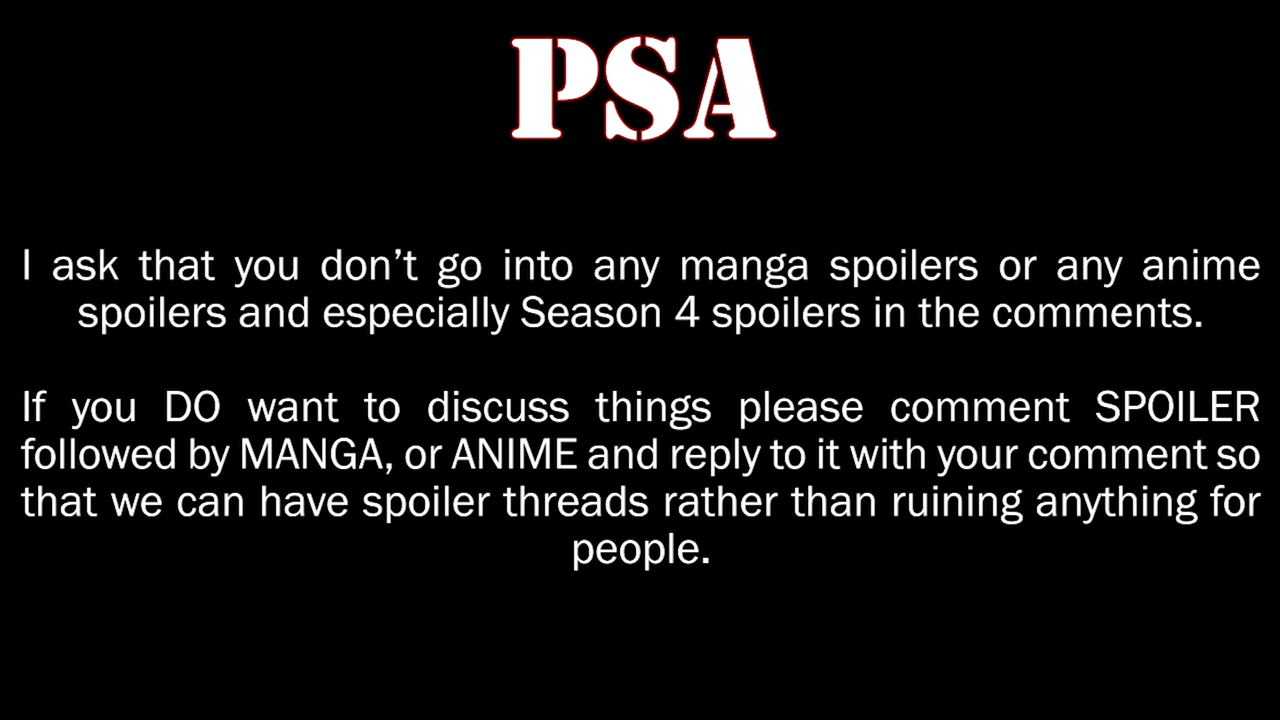 PSA
I ask that you don’t go into any manga spoilers or any anime
spoilers and especially Season 4 spoilers in the comments.
If you DO want to discuss things please comment SPOILER
followed by MANGA, or ANIME and reply to it with your comment so
that we can have spoiler threads rather than ruining anything for
people.